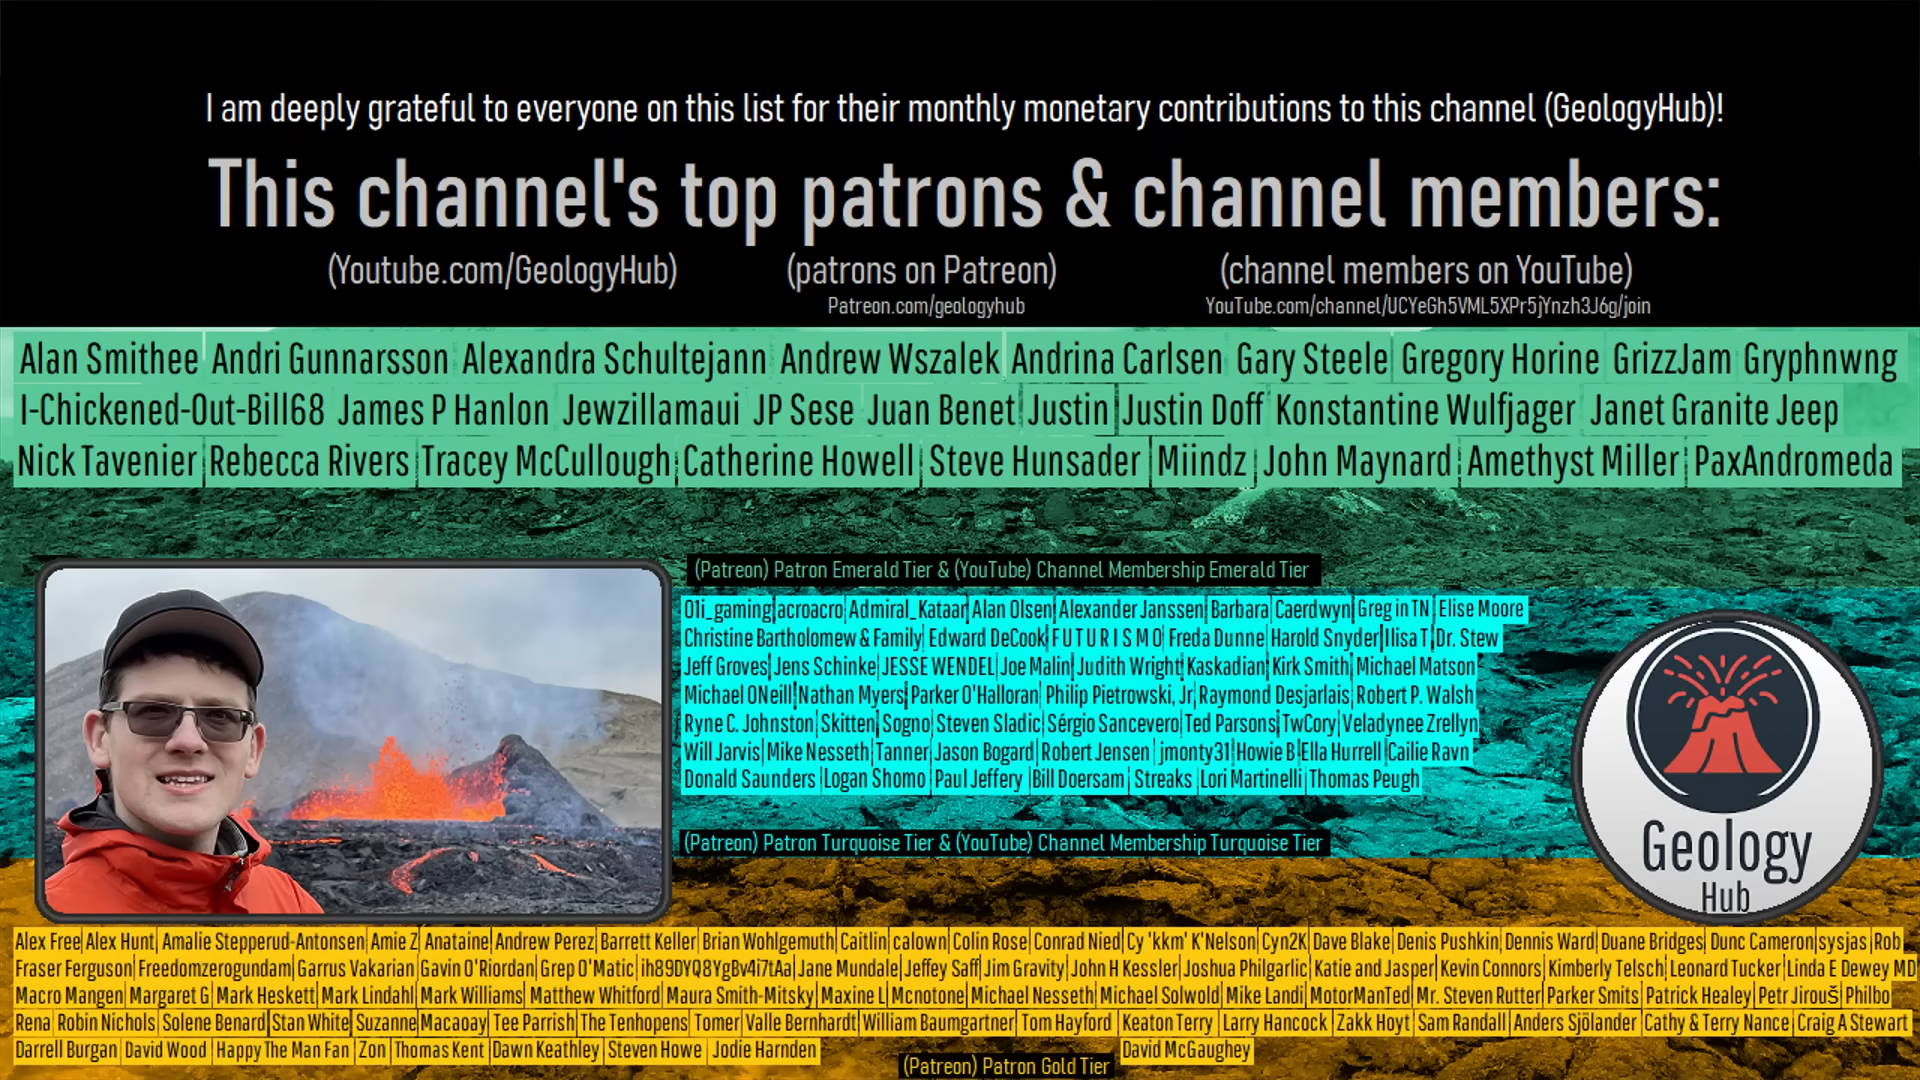 I am deeply grateful to everyone on this list for their monthly monetary contributions to this channel (GeologyHub)!
This channel's top patrons & channel members:
(Youtube.com/GeologyHub) (patrons on Patreon) (channel members on YouTube)
Patreon.com/geologyhub YouTube.com/channel/UCYeGh5VML5XPr5jYnzh3J6g/join
Alan Smithee Andri Gunnarsson Alexandra Schultejann Andrew Wszalek Andrina Carlsen Gary Steele Gregory Horine GrizzJam Gryphnwng
I-Chickened-Out-Bill68 James P Hanlon Jewzillamaui JP Sese Juan Benet Justin Justin Doff Konstantine Wulfjager Janet Granite Jeep
Nick Tavenier Rebecca Rivers Tracey McCullough Catherine Howell Steve Hunsader Miindz John Maynard Amethyst Miller PaxAndromeda
(Patreon) Patron Emerald Tier & (YouTube) Channel Membership Emerald Tier
O1i_gaming acroacro Admiral_Kataar Alan Olsen Alexander Janssen Barbara Caerdwyn Greg in TN Elise Moore
Christine Bartholomew & Family Edward DeCook F U T U R I S M O Freda Dunne Harold Snyder Ilisa T Dr. Stew
Jeff Groves Jens Schinke JESSE WENDEL Joe Malin Judith Wright Kaskadian Kirk Smith Michael Matson
Michael ONeill Nathan Myers Parker O'Halloran Philip Pietrowski, Jr Raymond Desjarlais Robert P. Walsh
Ryne C. Johnston Skitten Sogno Steven Sladic Sérgio Sancevero Ted Parsons TwCory Veladynee Zrellyn
Will Jarvis Mike Nesseth Tanner Jason Bogard Robert Jensen jmonty31 Howie B Ella Hurrell Cailie Ravn
Donald Saunders Logan Shomo Paul Jeffery Bill Doersam Streaks Lori Martinelli Thomas Peugh
(Patreon) Patron Turquoise Tier & (YouTube) Channel Membership Turquoise Tier
Geology
Hub
Alex Free Alex Hunt Amalie Stepperud-Antonsen Amie Z Anataine Andrew Perez Barrett Keller Brian Wohlgemuth Caitlin calown Colin Rose Conrad Nied Cy 'kkm' K'Nelson Cyn2K Dave Blake Denis Pushkin Dennis Ward Duane Bridges Dunc Cameron sysjas Rob
Fraser Ferguson Freedomzerogundam Garrus Vakarian Gavin O'Riordan Grep O'Matic ih89DYQ8YgBv4i7tAa Jane Mundale Jeffey Saff Jim Gravity John H Kessler Joshua Philgarlic Katie and Jasper Kevin Connors Kimberly Telsch Leonard Tucker Linda E Dewey MD
Macro Mangen Margaret G Mark Heskett Mark Lindahl Mark Williams Matthew Whitford Maura Smith-Mitsky Maxine L Mcnotone Michael Nesseth Michael Solwold Mike Landi MotorManTed Mr. Steven Rutter Parker Smits Patrick Healey Petr Jirouš Philbo
Rena Robin Nichols Solene Benard Stan White Suzanne Macaoay Tee Parrish The Tenhopens Tomer Valle Bernhardt William Baumgartner Tom Hayford Keaton Terry Larry Hancock Zakk Hoyt Sam Randall Anders Sjölander Cathy & Terry Nance Craig A Stewart
Darrell Burgan David Wood Happy The Man Fan Zon Thomas Kent Dawn Keathley Steven Howe Jodie Harnden David McGaughey
(Patreon) Patron Gold Tier